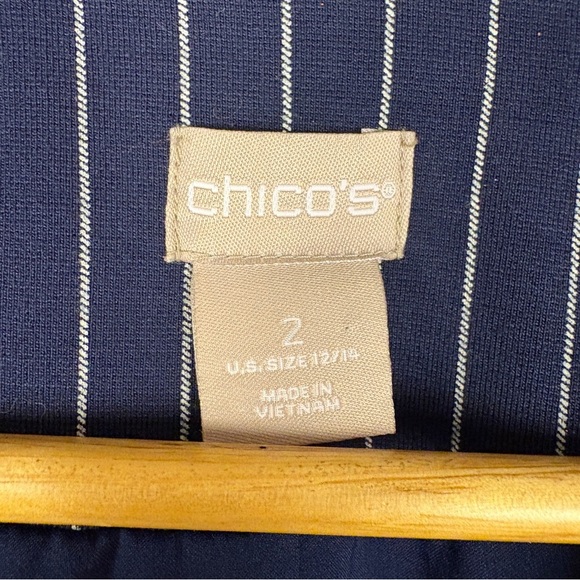 chico's®
2
U.S. SIZE 12/14
MADE IN
VIETNAM